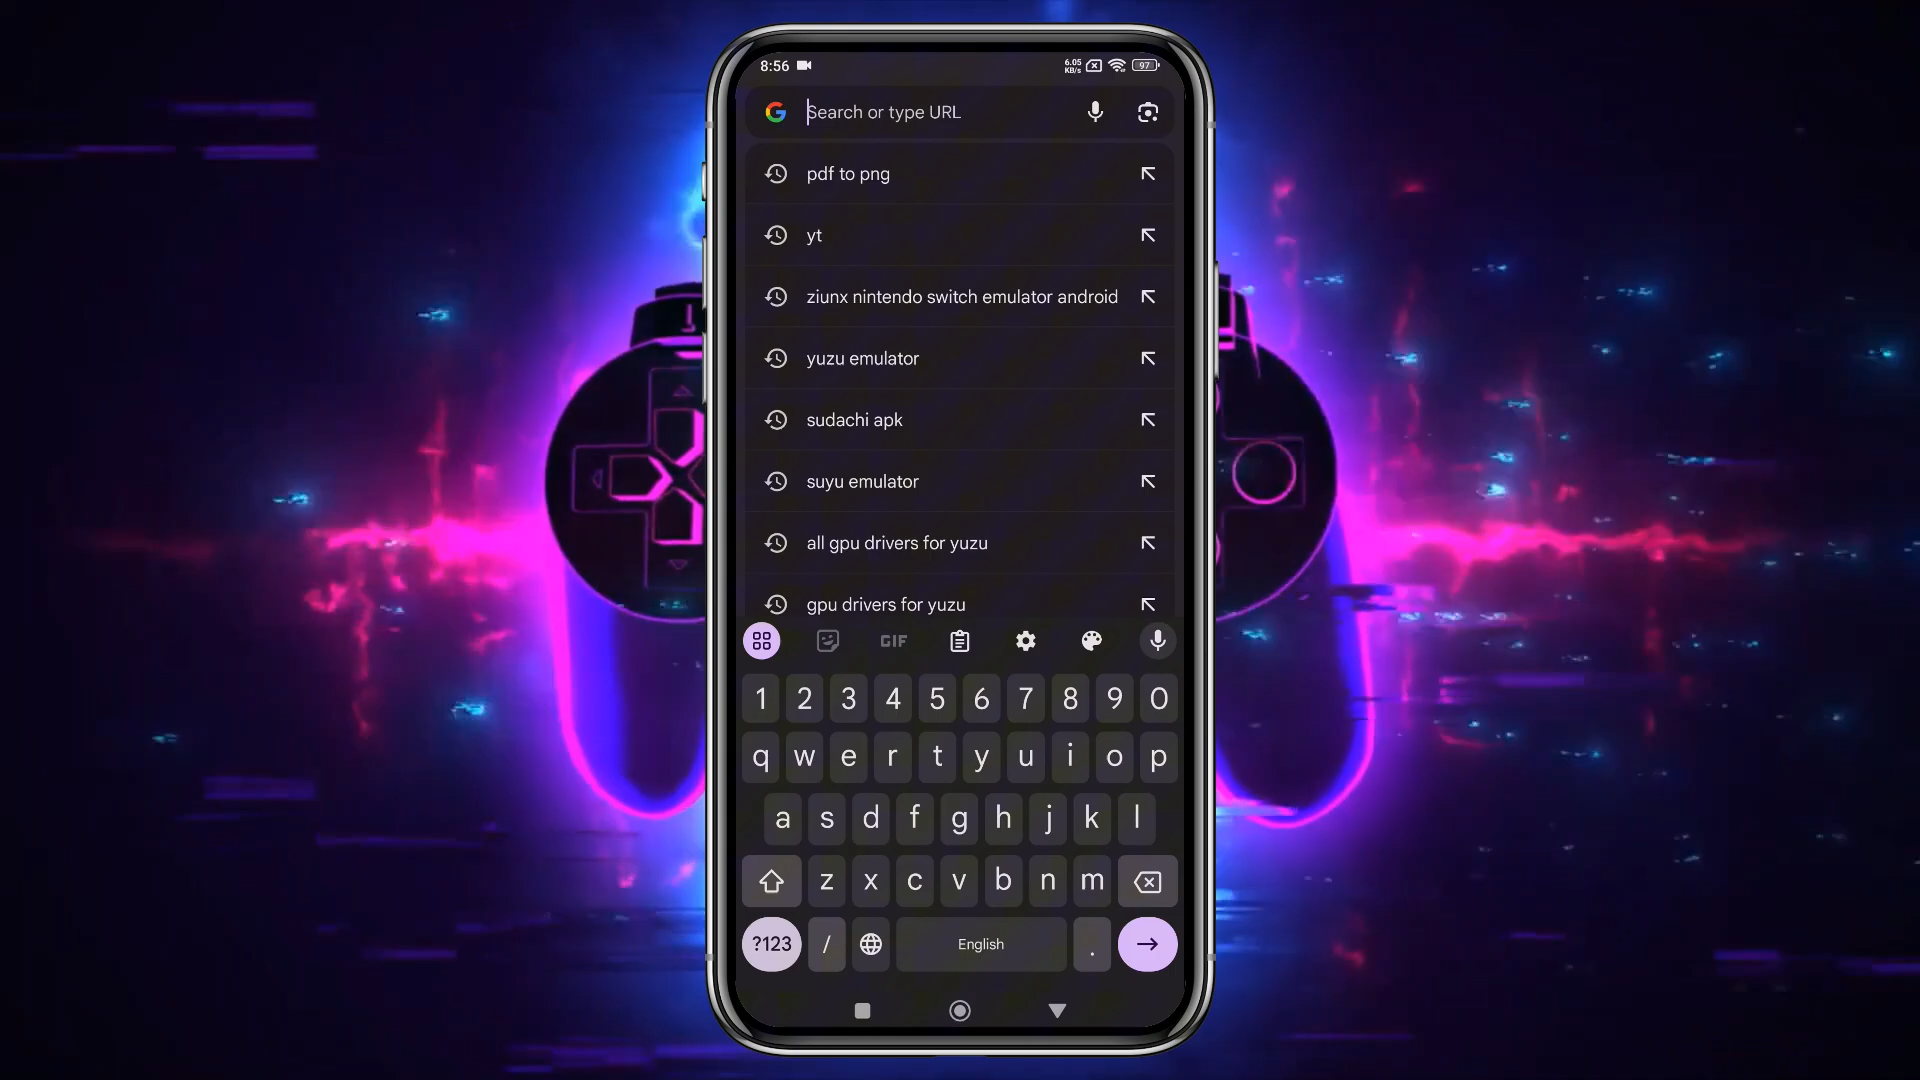 8:56
6.05
KB/s
97
Search or type URL
pdf to png
yt
ziunx nintendo switch emulator android
yuzu emulator
sudachi apk
suyu emulator
all gpu drivers for yuzu
gpu drivers for yuzu
GIF
1 2 3 4 5 6 7 8 9 0
q w e r t y u i o p
a s d f g h j k l
z x c v b n m
?123 / English .